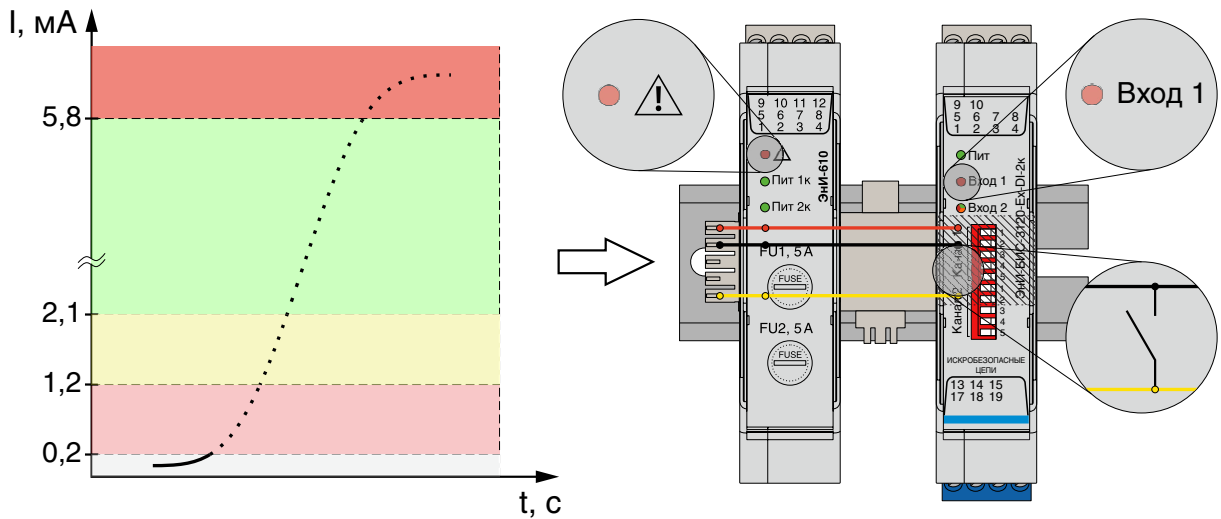 I, мА
5,8
2,1
1,2
0,2
t, с
9 10 11 12
5 6 7 8
1 2 3 4
Пит 1к
Пит 2к
ЭнИ-610
FU1, 5 А
FUSE
FU2, 5 А
FUSE
9 10
5 6 7 8
1 2 3 4
Пит
Вход 1
Вход 2
ЭнИ-БИС-3120-Ex-DI-2к
Канал 1
Канал 2
3
4
5
ИСКРОБЕЗОПАСНЫЕ
ЦЕПИ
13 14 15
17 18 19
Вход 1